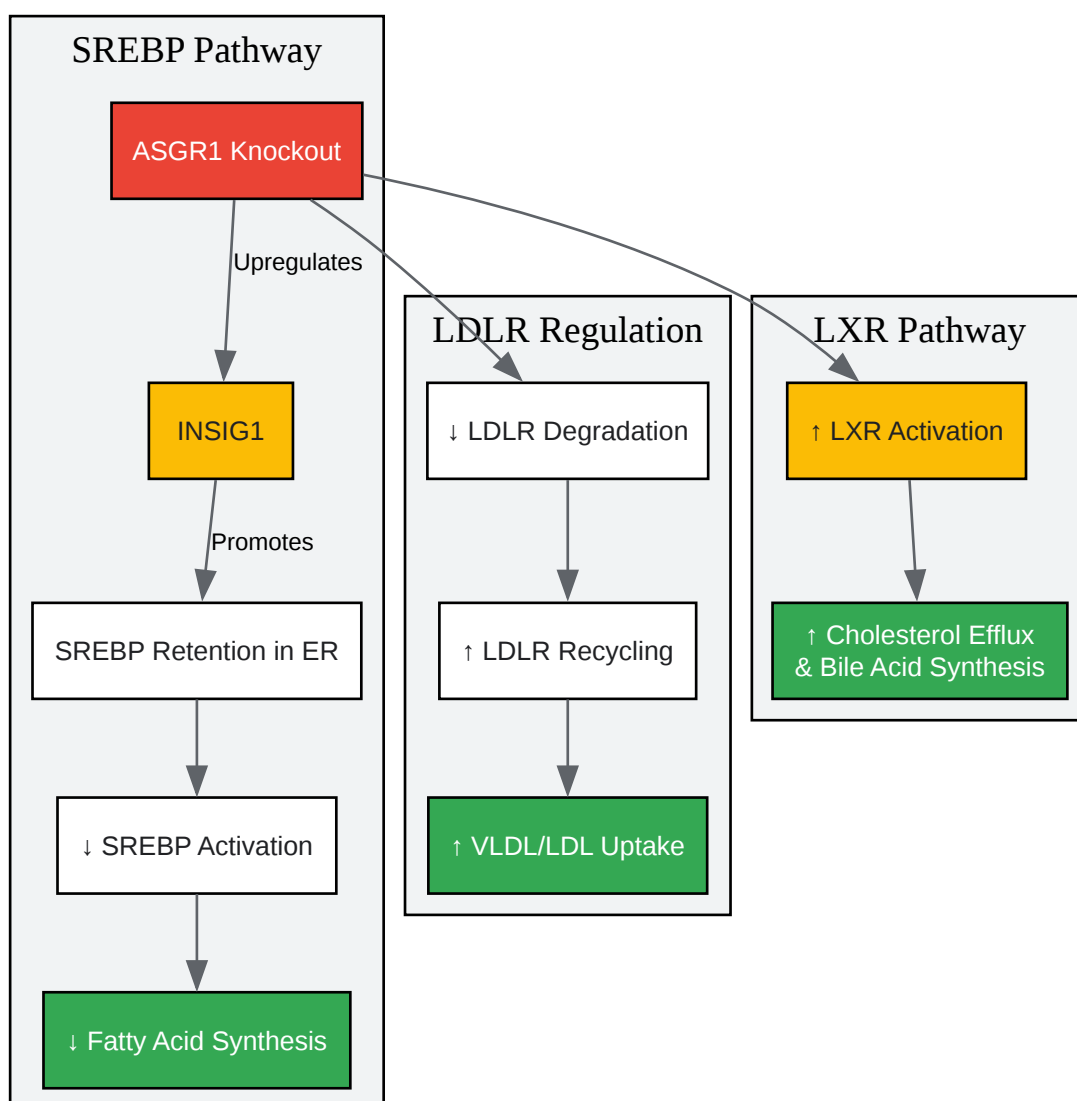 SREBP Pathway
ASGR1 Knockout
Upregulates
INSIG1
Promotes
SREBP Retention in ER
↓ SREBP Activation
↓ Fatty Acid Synthesis
LDLR Regulation
↓ LDLR Degradation
↑ LDLR Recycling
↑ VLDL/LDL Uptake
LXR Pathway
↑ LXR Activation
↑ Cholesterol Efflux
& Bile Acid Synthesis